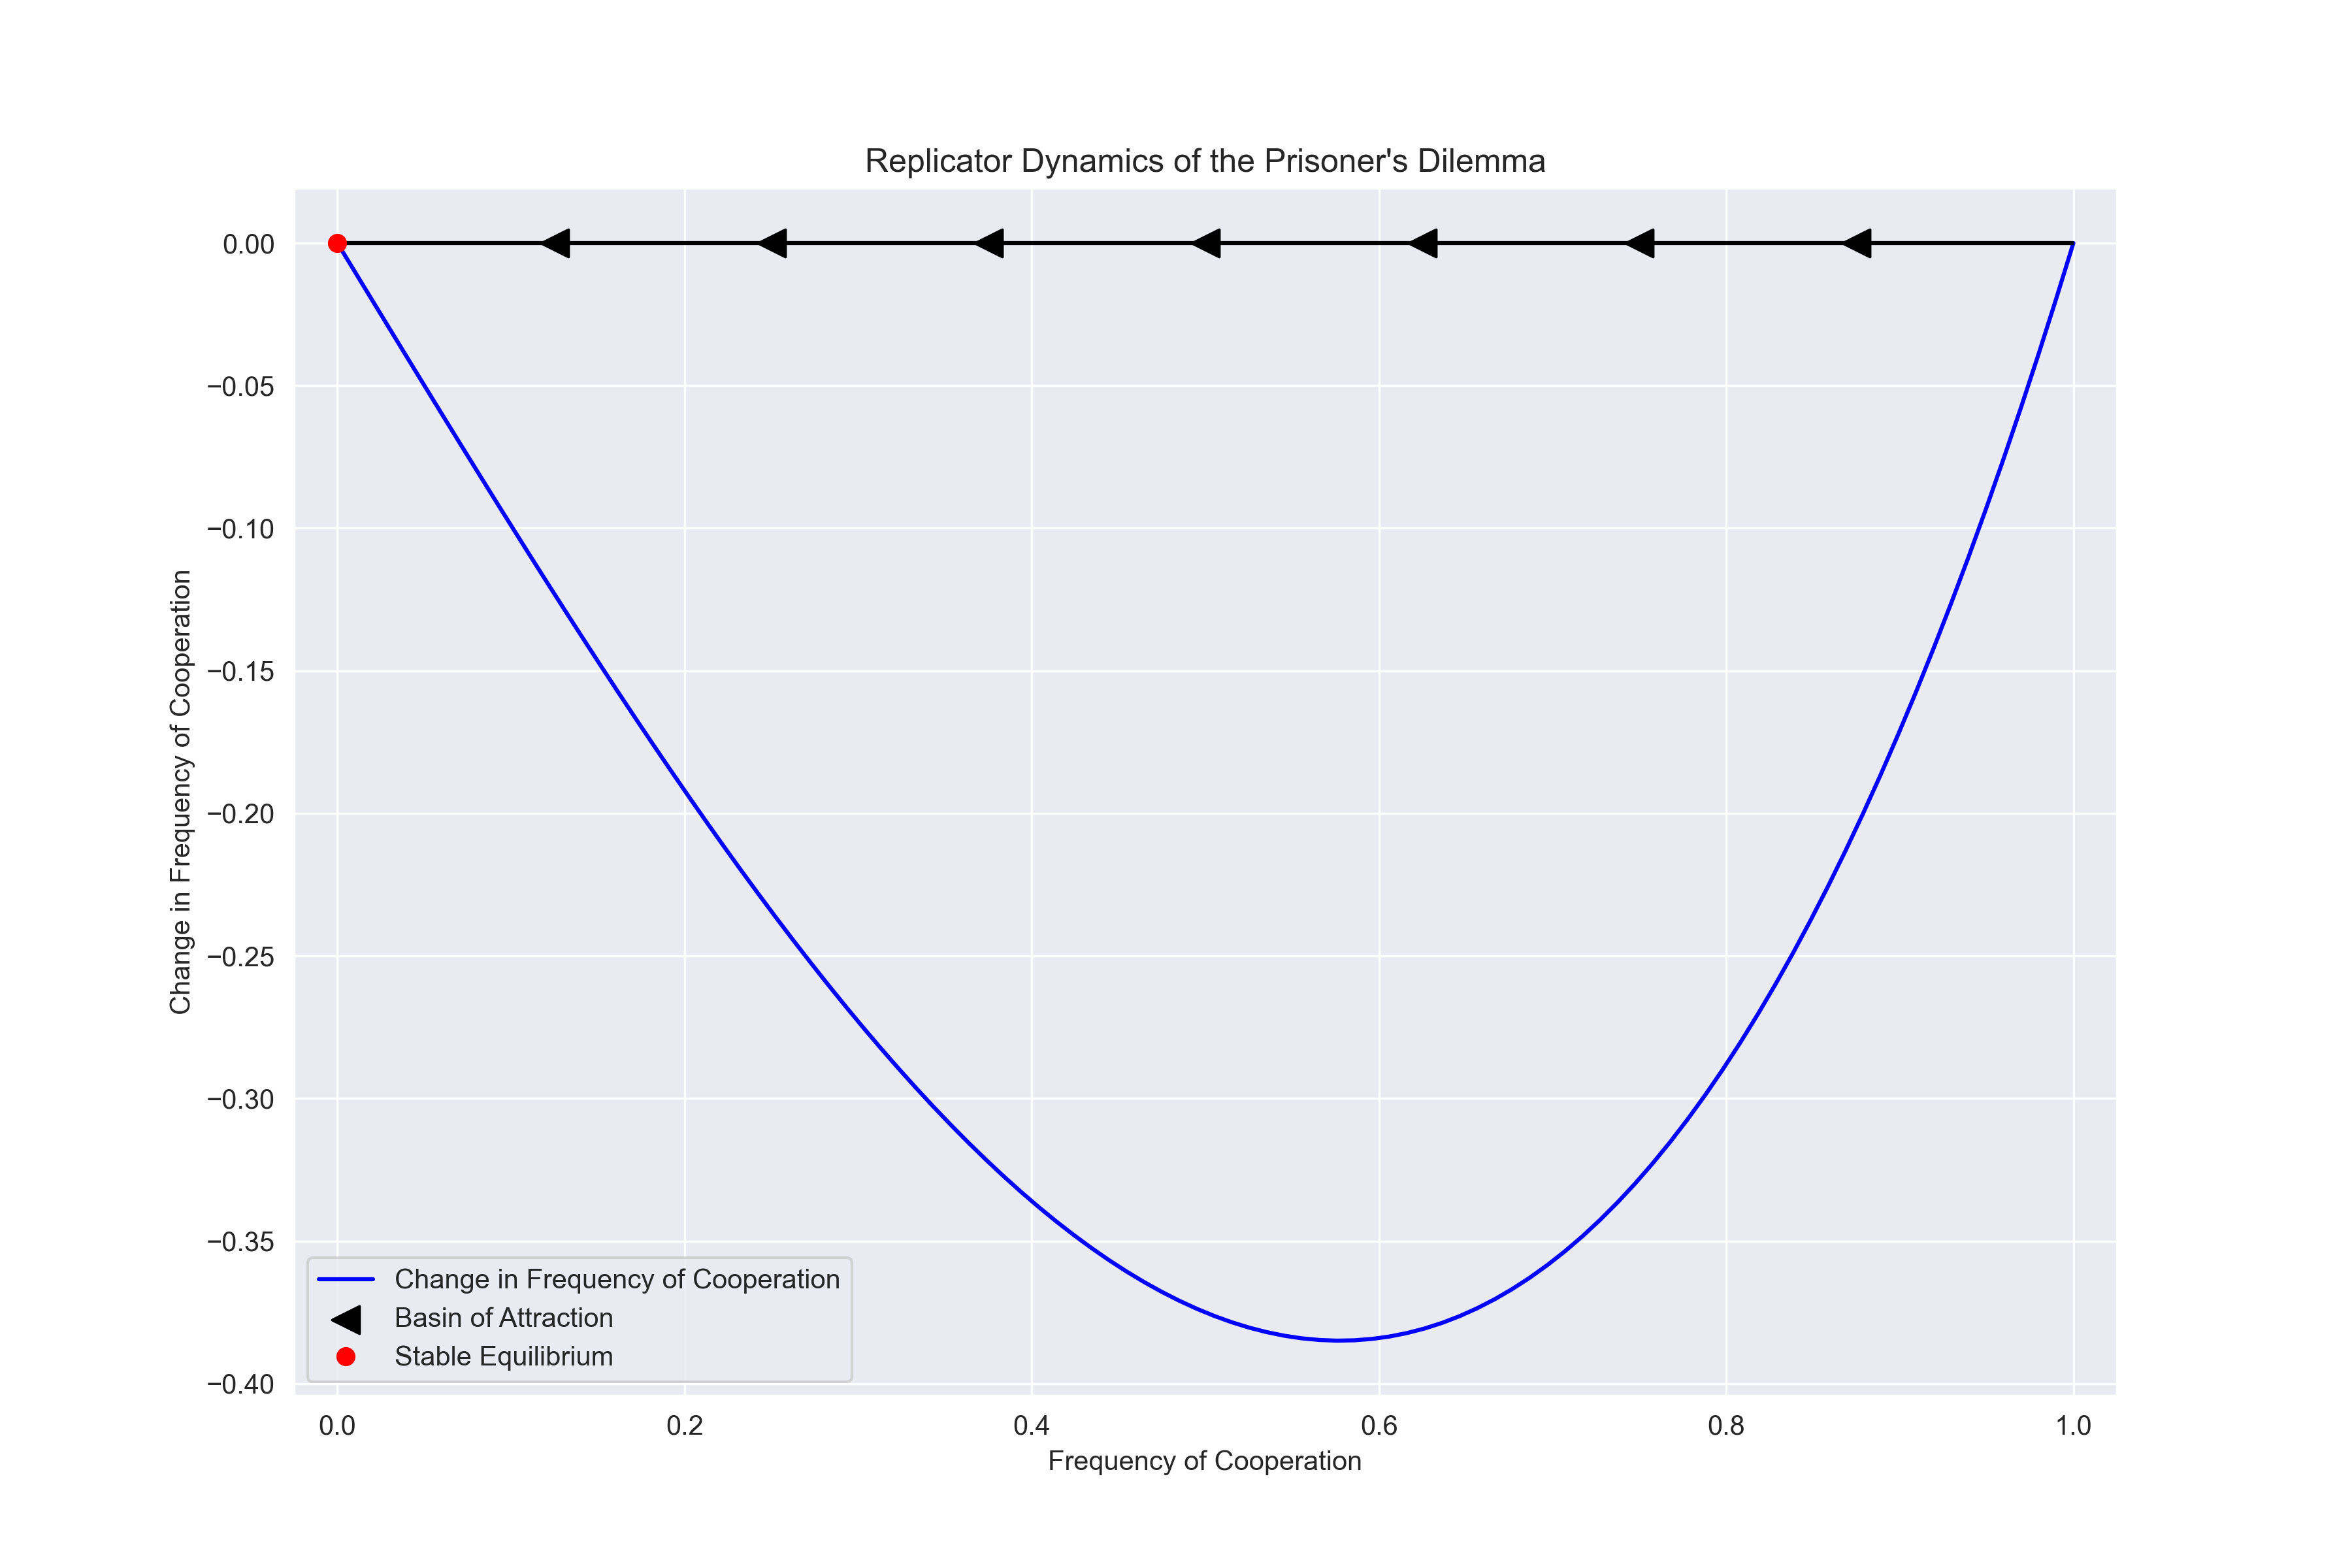 Replicator Dynamics of the Prisoner's Dilemma
0.00
−0.05
−0.10
−0.15
−0.20
−0.25
−0.30
−0.35
−0.40
Change in Frequency of Cooperation
Change in Frequency of Cooperation
Basin of Attraction
Stable Equilibrium
0.0 0.2 0.4 0.6 0.8 1.0
Frequency of Cooperation